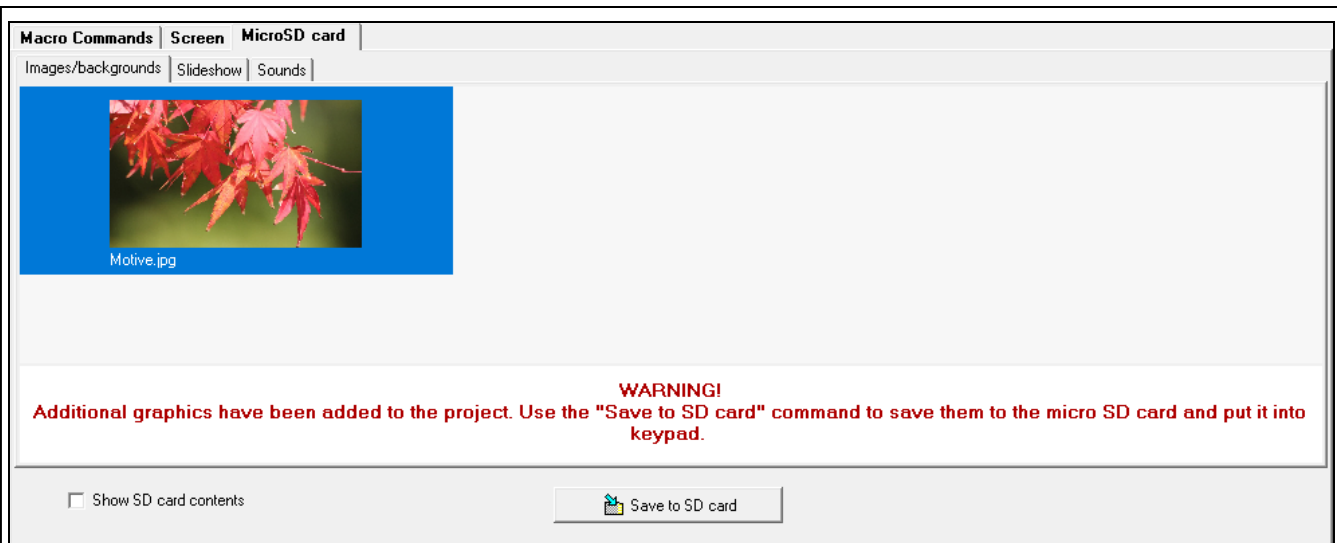 Macro Commands Screen MicroSD card
Images/backgrounds Slideshow Sounds
Motive.jpg
WARNING!
Additional graphics have been added to the project. Use the "Save to SD card" command to save them to the micro SD card and put it into
keypad.
Show SD card contents
Save to SD card